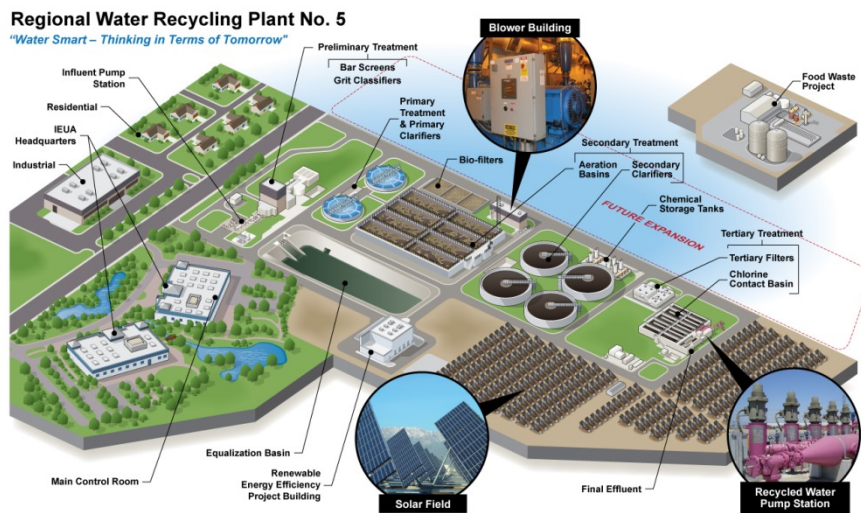 Regional Water Recycling Plant No. 5
"Water Smart – Thinking in Terms of Tomorrow"
Blower Building
Preliminary Treatment
Bar Screens
Grit Classifiers
Influent Pump
Station
Residential
IEUA
Headquarters
Industrial
Primary
Treatment
& Primary
Clarifiers
Bio-filters
Secondary Treatment
Aeration
Basins
Secondary
Clarifiers
Chemical
Storage Tanks
FUTURE EXPANSION
Food Waste
Project
Tertiary Treatment
Tertiary Filters
Chlorine
Contact Basin
Main Control Room
Equalization Basin
Renewable
Energy Efficiency
Project Building
Solar Field
Final Effluent
Recycled Water
Pump Station